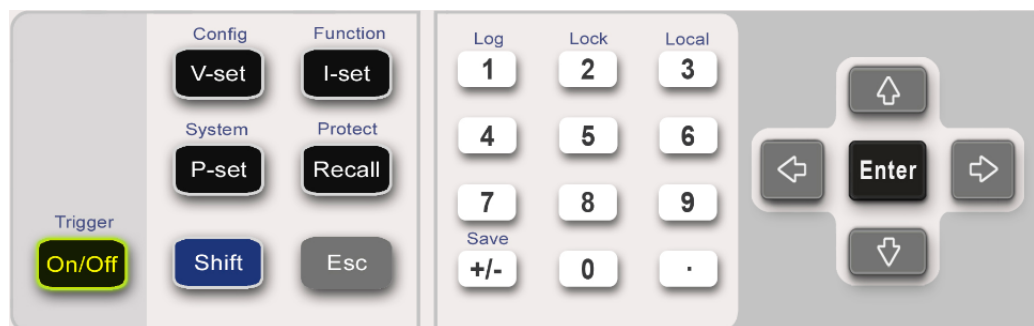 Config Function
V-set I-set
System Protect
P-set Recall
Trigger
On/Off Shift Esc
Log Lock Local
1 2 3
4 5 6
7 8 9
Save
+/- 0 .
Enter